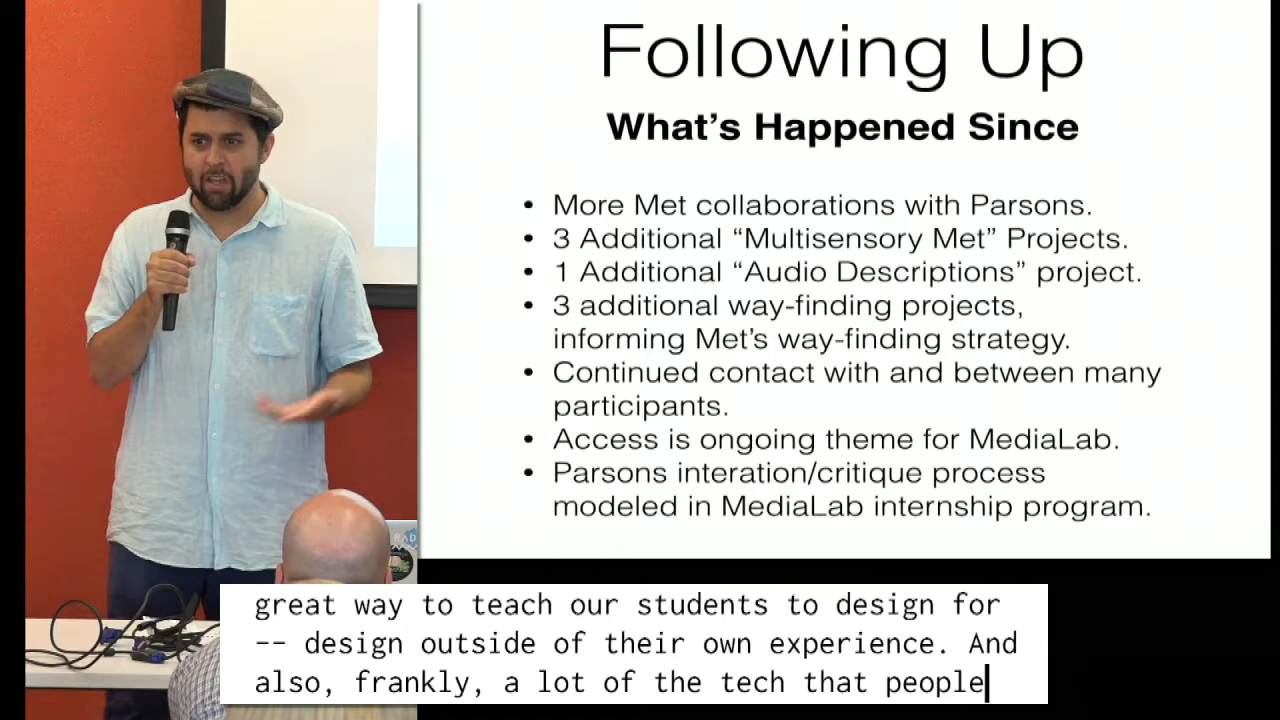 Following Up
What's Happened Since
• More Met collaborations with Parsons.
• 3 Additional “Multisensory Met” Projects.
• 1 Additional “Audio Descriptions” project.
• 3 additional way-finding projects,
informing Met's way-finding strategy.
• Continued contact with and between many
participants.
• Access is ongoing theme for MediaLab.
• Parsons interation/critique process
modeled in MediaLab internship program.
RAD
great way to teach our students to design for
-- design outside of their own experience. And
also, frankly, a lot of the tech that people